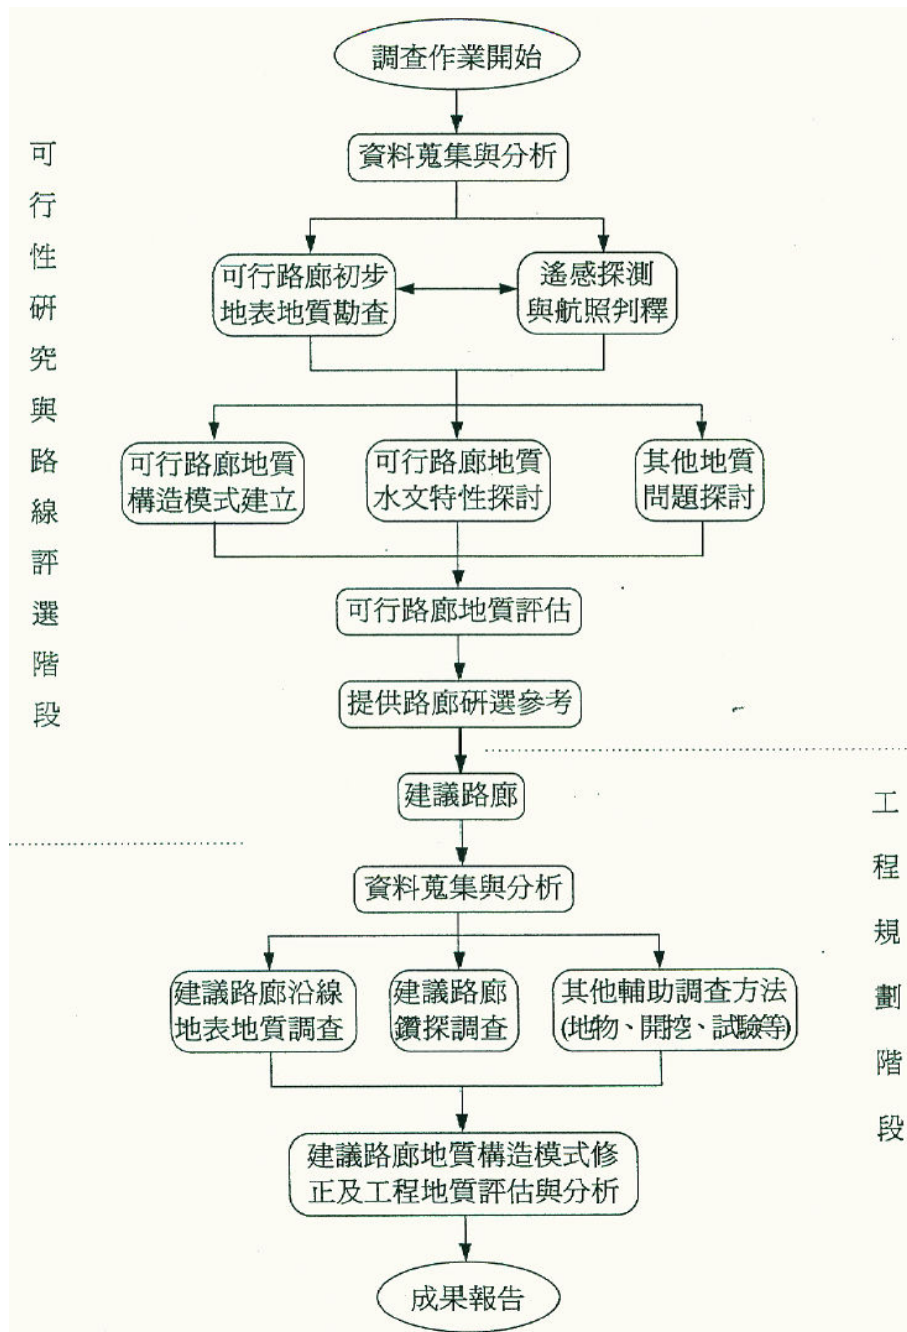 調查作業開始
資料蒐集與分析
可行性研究與路線評選階段
可行路廊初步
地表地質勘查
遙感探測
與航照判釋
可行路廊地質
構造模式建立
可行路廊地質
水文特性探討
其他地質
問題探討
可行路廊地質評估
提供路廊研選參考
建議路廊
工程規劃階段
資料蒐集與分析
建議路廊沿線
地表地質調查
建議路廊
鑽探調查
其他輔助調查方法
(地物、開挖、試驗等)
建議路廊地質構造模式修
正及工程地質評估與分析
成果報告